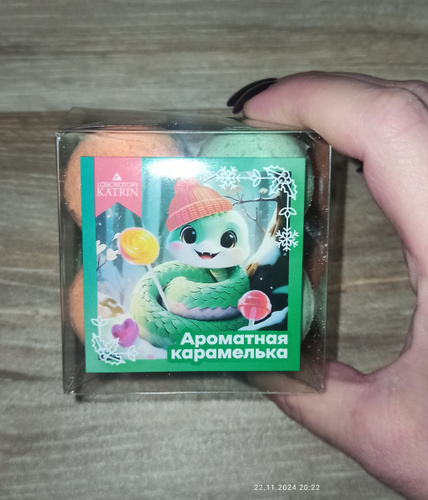 LABORATORY
KATRIN
Ароматная
карамелька
22.11.2024 20:22